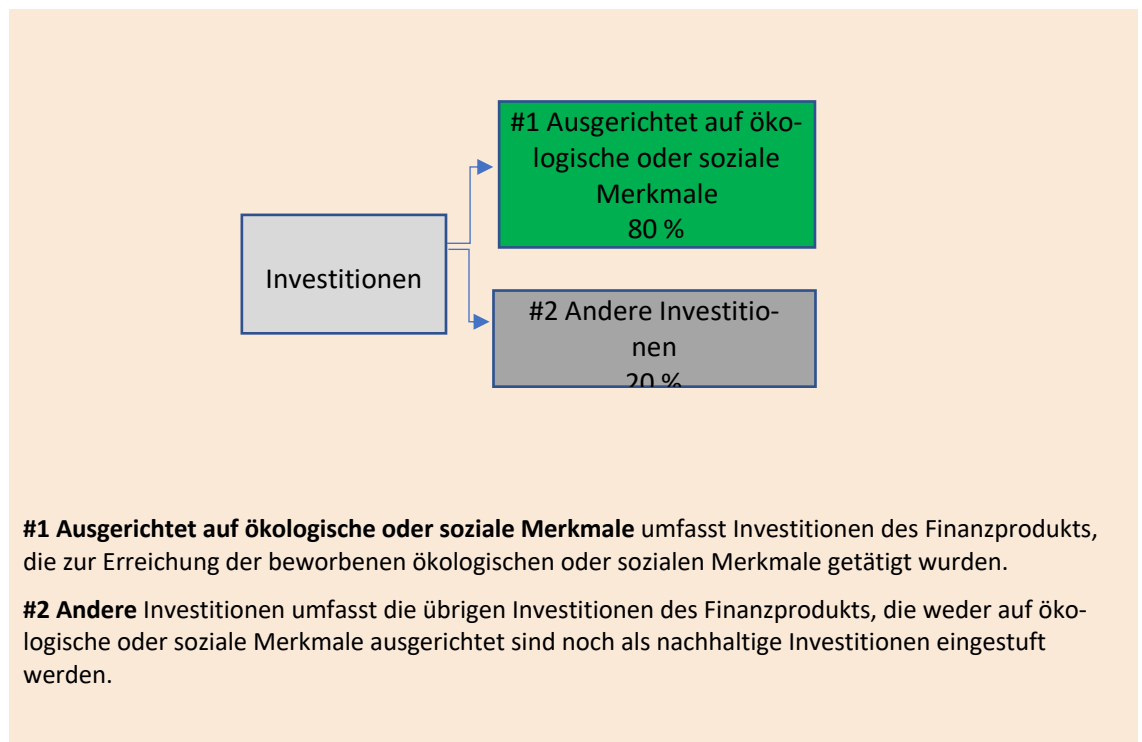 #1 Ausgerichtet auf öko-
logische oder soziale
Merkmale
80 %
Investitionen
#2 Andere Investitio-
nen
20 %
#1 Ausgerichtet auf ökologische oder soziale Merkmale umfasst Investitionen des Finanzprodukts,
die zur Erreichung der beworbenen ökologischen oder sozialen Merkmale getätigt wurden.
#2 Andere Investitionen umfasst die übrigen Investitionen des Finanzprodukts, die weder auf öko-
logische oder soziale Merkmale ausgerichtet sind noch als nachhaltige Investitionen eingestuft
werden.